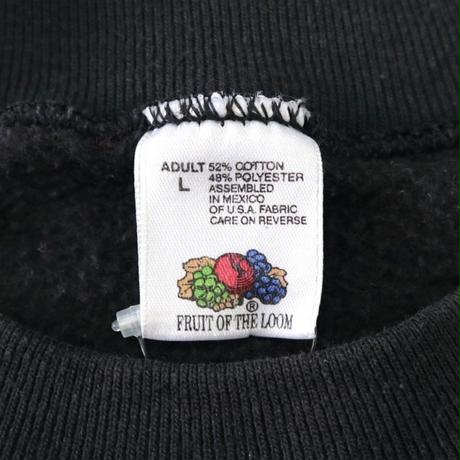 ADULT 52% COTTON
L 48% POLYESTER
ASSEMBLED
IN MEXICO
OF U.S.A. FABRIC
CARE ON REVERSE
®
FRUIT OF THE LOOM